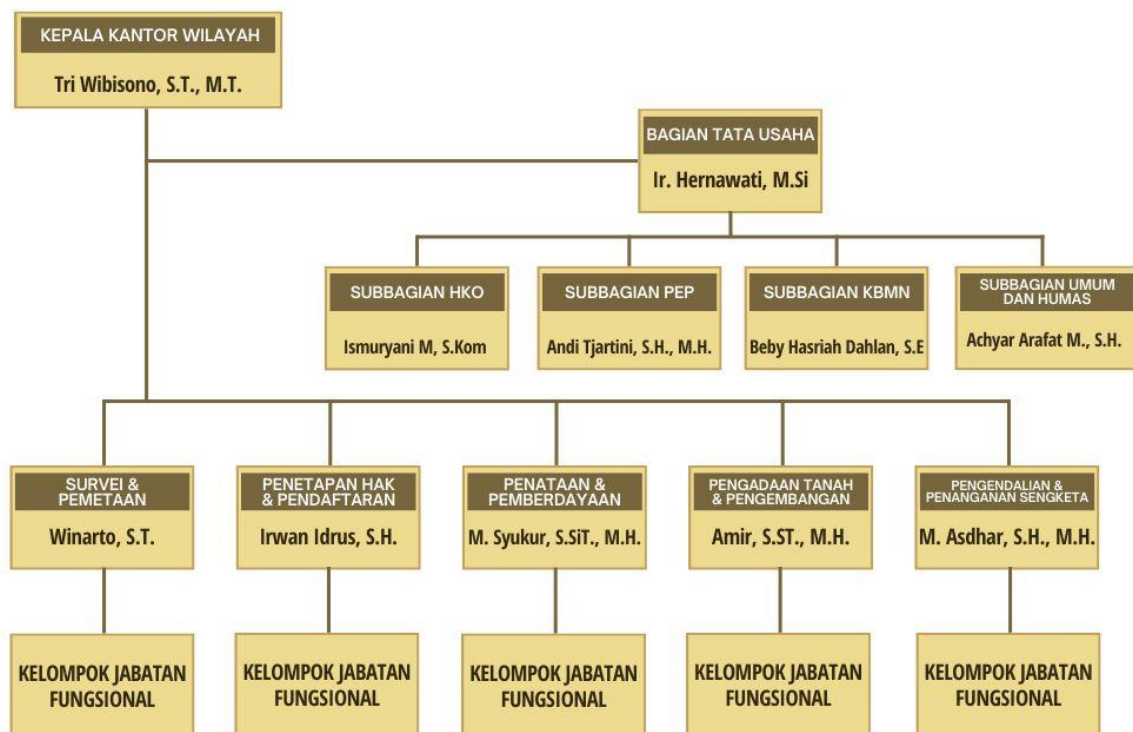 KEPALA KANTOR WILAYAH
Tri Wibisono, S.T., M.T.
BAGIAN TATA USAHA
Ir. Hernawati, M.Si
SUBBAGIAN HKO
Ismuryani M, S.Kom
SUBBAGIAN PEP
Andi Tjartini, S.H., M.H.
SUBBAGIAN KBMN
Beby Hasriah Dahlan, S.E
SUBBAGIAN UMUM
DAN HUMAS
Achyar Arafat M., S.H.
SURVEI &
PEMETAAN
Winarto, S.T.
PENETAPAN HAK
& PENDAFTARAN
Irwan Idrus, S.H.
PENATAAN &
PEMBERDAYAAN
M. Syukur, S.SiT., M.H.
PENGADAAN TANAH
& PENGEMBANGAN
Amir, S.ST., M.H.
PENGENDALIAN &
PENANGANAN SENGKETA
M. Asdhar, S.H., M.H.
KELOMPOK JABATAN
FUNGSIONAL
KELOMPOK JABATAN
FUNGSIONAL
KELOMPOK JABATAN
FUNGSIONAL
KELOMPOK JABATAN
FUNGSIONAL
KELOMPOK JABATAN
FUNGSIONAL